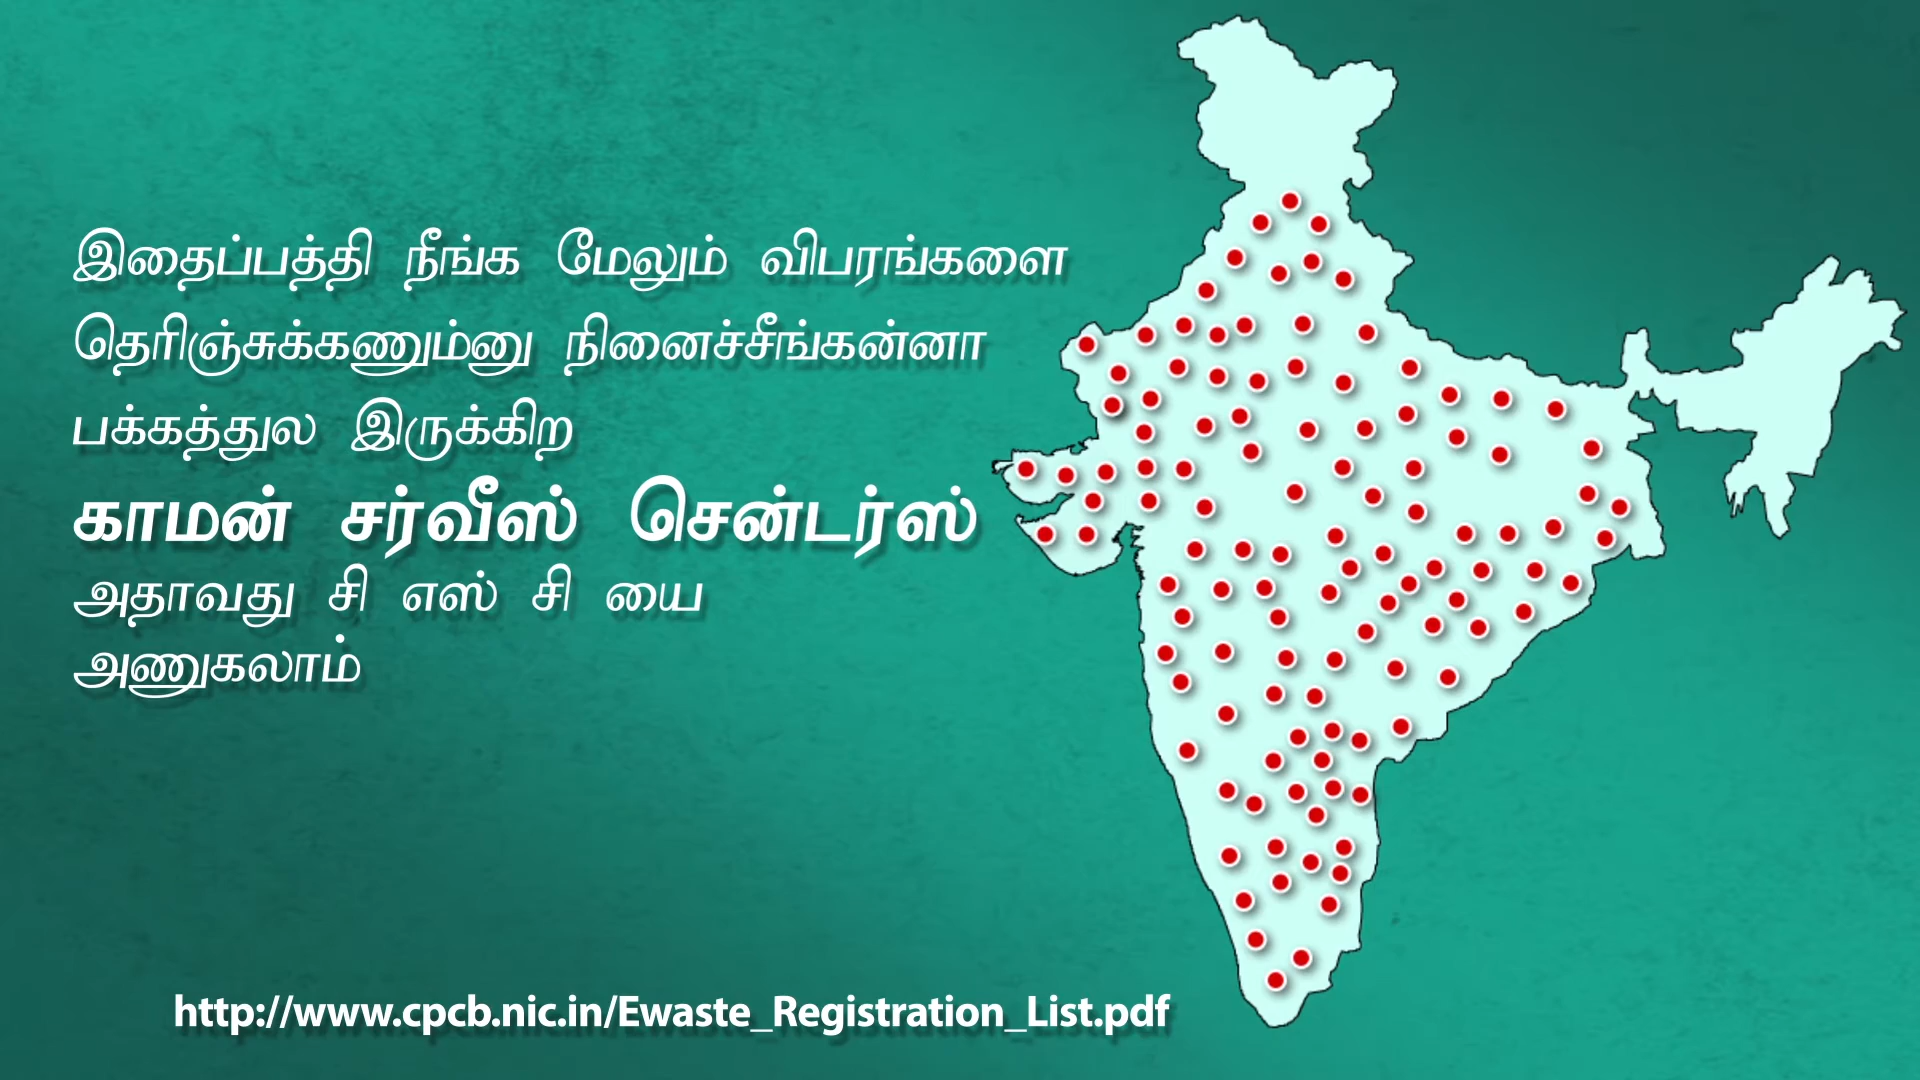 இதைப்பத்தி நீங்க மேலும் விபரங்களை
தெரிஞ்சுக்கணும்னு நினைச்சீங்கன்னா
பக்கத்துல இருக்கிற
காமன் சர்வீஸ் சென்டர்ஸ்
அதாவது சி எஸ் சி யை
அணுகலாம்
http://www.cpcb.nic.in/Ewaste_Registration_List.pdf